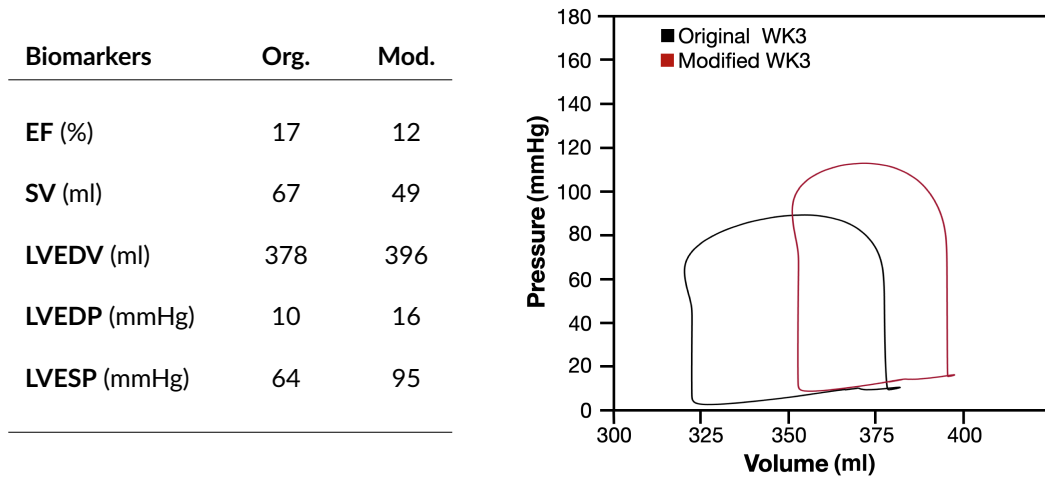 Biomarkers Org. Mod.
EF (%) 17 12
SV (ml) 67 49
LVEDV (ml) 378 396
LVEDP (mmHg) 10 16
LVESP (mmHg) 64 95
Original WK3
Modified WK3
Pressure (mmHg)
180
160
140
120
100
80
60
40
20
0
300 325 350 375 400
Volume (ml)